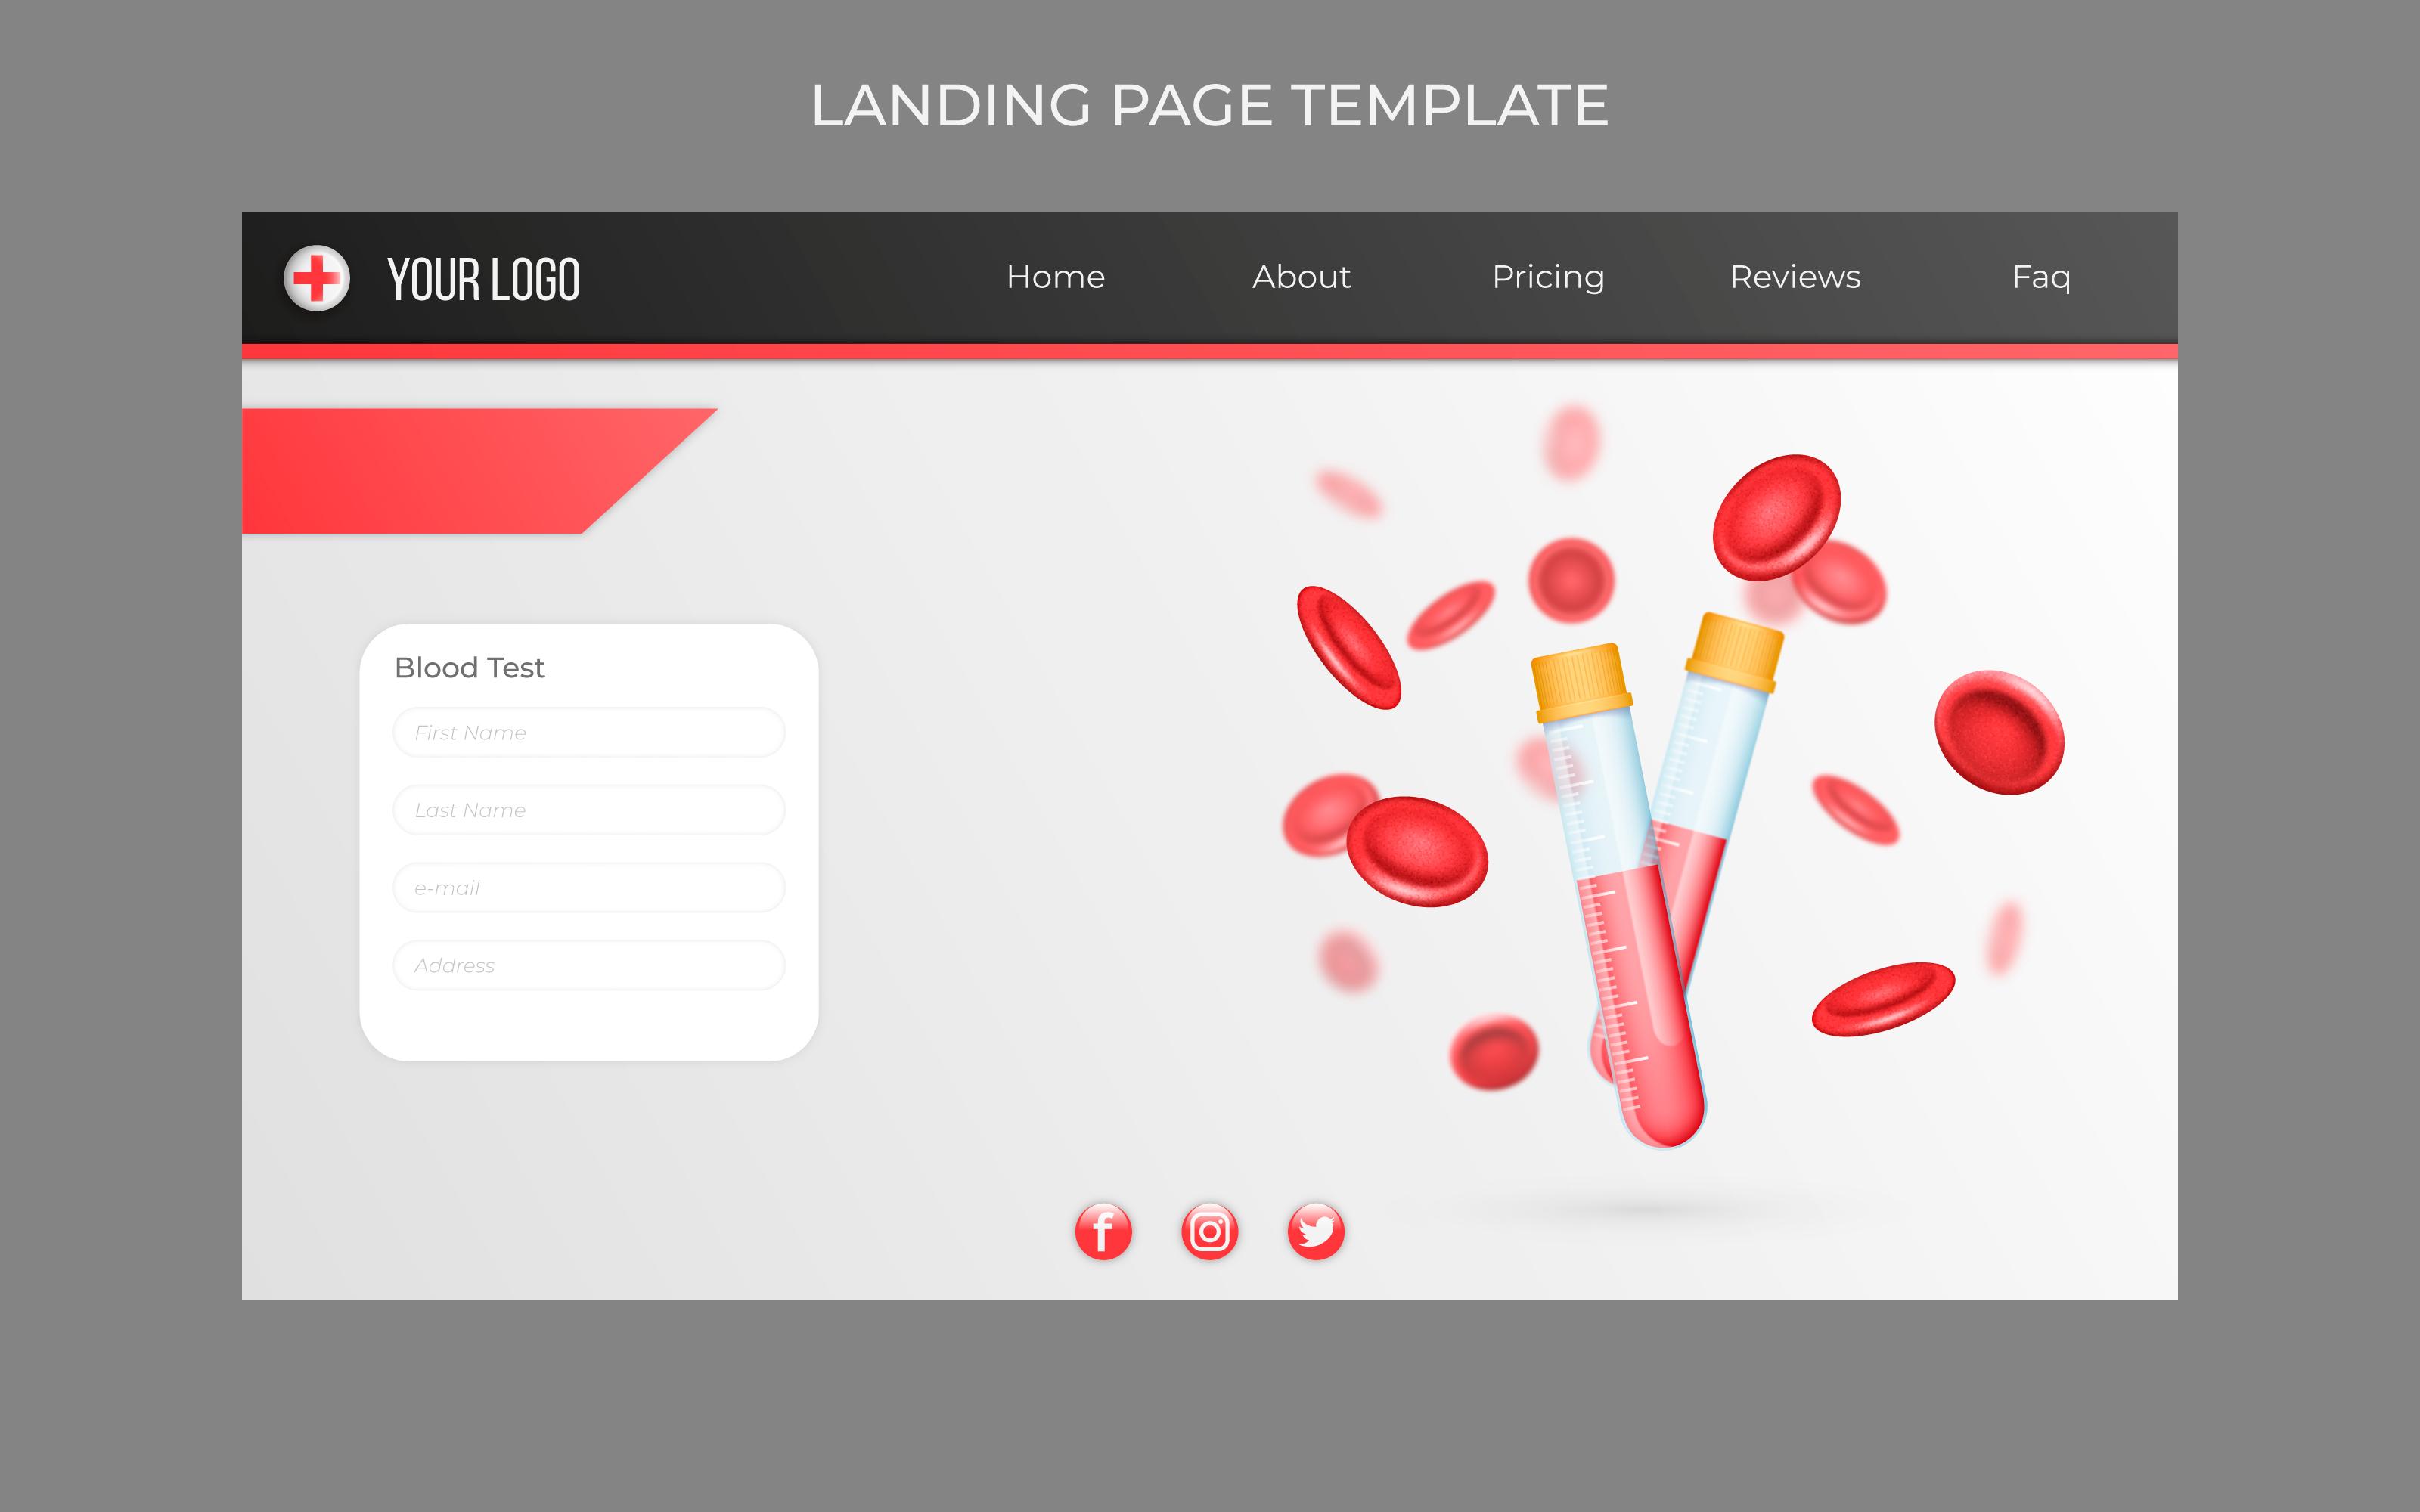 LANDING PAGE TEMPLATE
YOUR LOGO
Home About Pricing Reviews Faq
Blood Test
First Name
Last Name
e-mail
Address